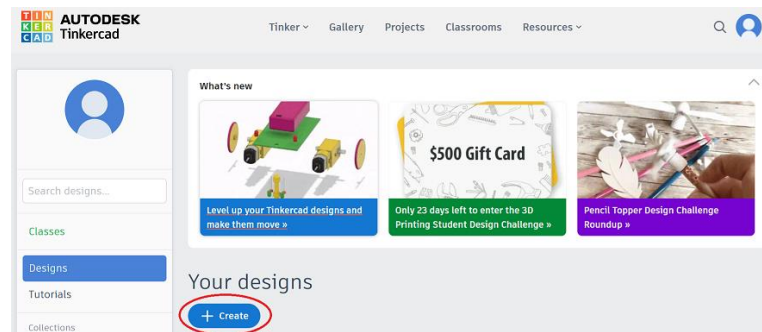 TIN
KER
CAD
AUTODESK
Tinkercad
Tinker
Gallery
Projects
Classrooms
Resources
What's new
$500 Gift Card
Level up your Tinkercad designs and
make them move »
Only 23 days left to enter the 3D
Printing Student Design Challenge »
Pencil Topper Design Challenge
Roundup »
Search designs...
Classes
Designs
Tutorials
Collections
Your designs
+ Create